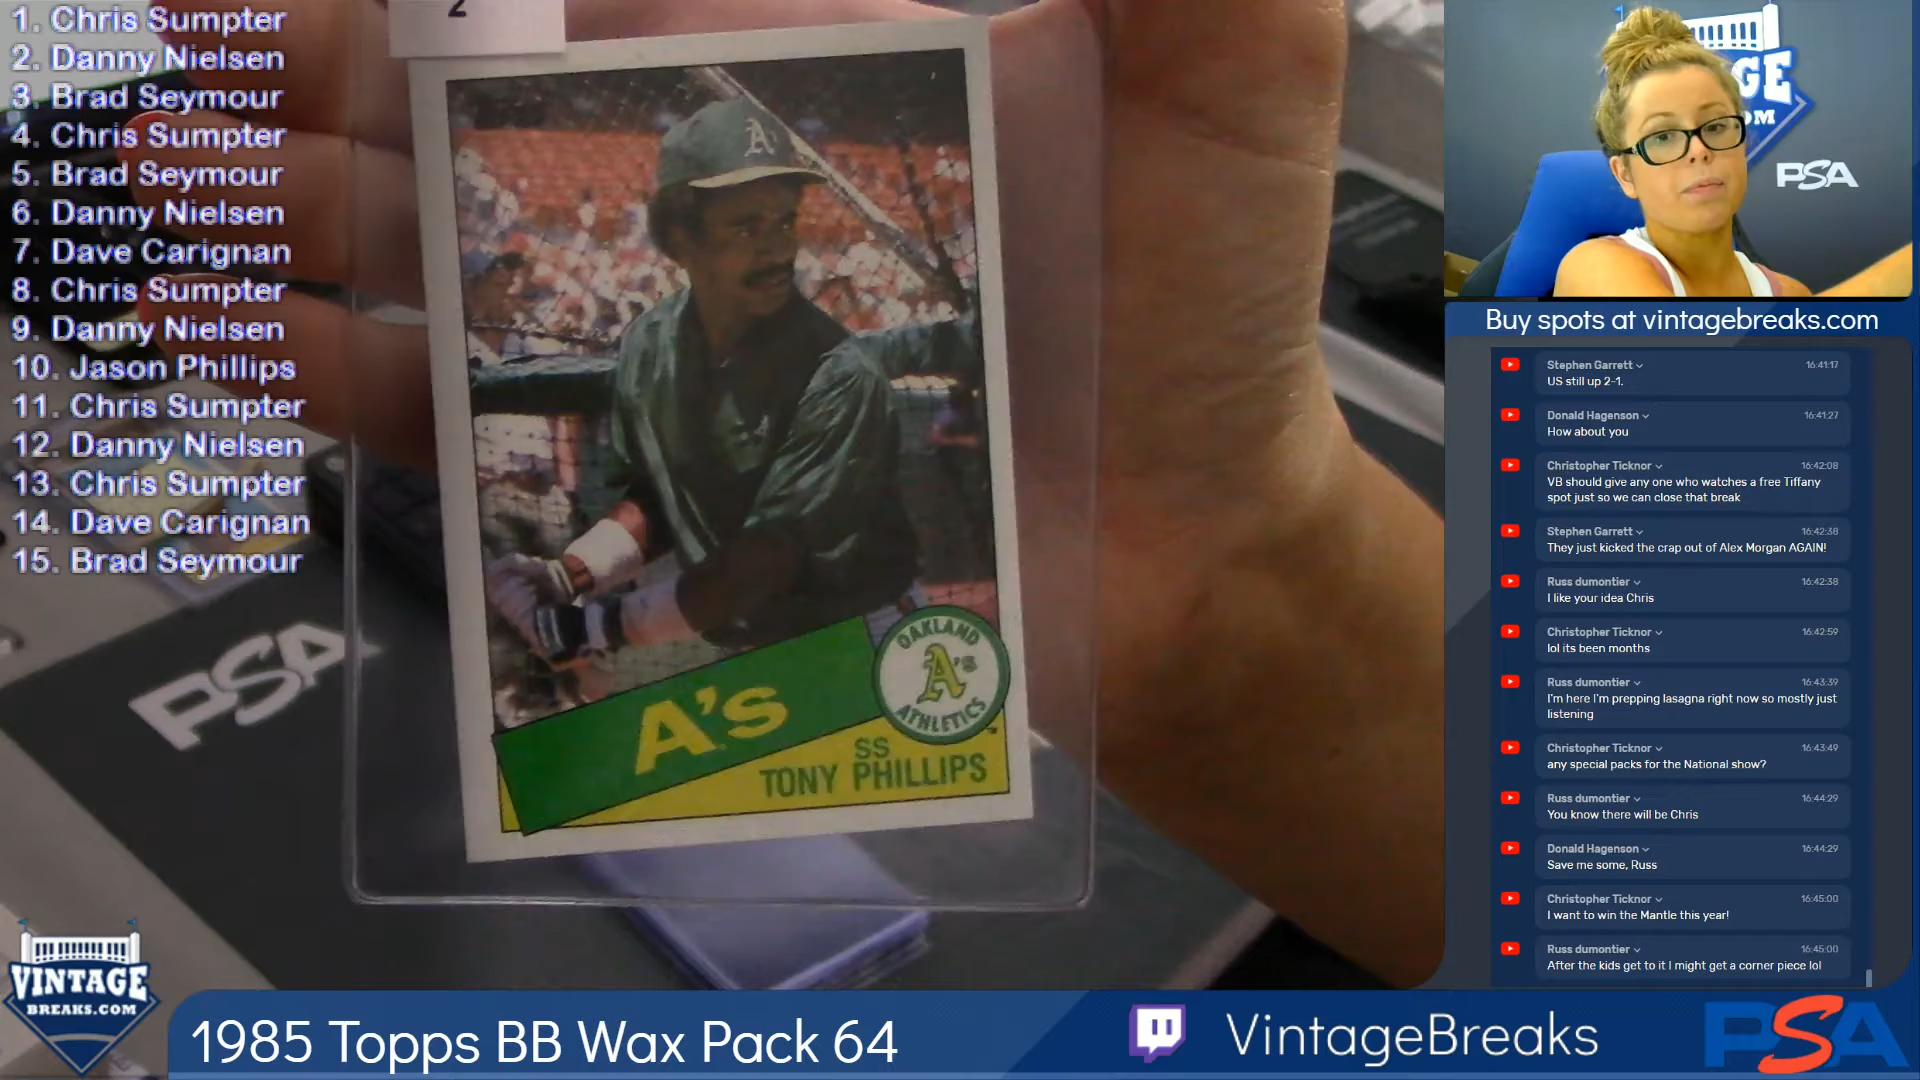 1. Chris Sumpter
2. Danny Nielsen
3. Brad Seymour
4. Chris Sumpter
5. Brad Seymour
6. Danny Nielsen
7. Dave Carignan
8. Chris Sumpter
9. Danny Nielsen
10. Jason Phillips
11. Chris Sumpter
12. Danny Nielsen
13. Chris Sumpter
14. Dave Carignan
15. Brad Seymour
2
A's
OAKLAND
A's
ATHLETICS
A's
SS
TONY PHILLIPS
PSA
VINTAGE
BREAKS.COM
1985 Topps BB Wax Pack 64
VintageBreaks
PSA
PSA
Buy spots at vintagebreaks.com
Stephen Garrett 16:41:17
US still up 2-1.
Donald Hagenson 16:41:27
How about you
Christopher Ticknor 16:42:08
VB should give any one who watches a free Tiffany
spot just so we can close that break
Stephen Garrett 16:42:38
They just kicked the crap out of Alex Morgan AGAIN!
Russ dumontier 16:42:38
I like your idea Chris
Christopher Ticknor 16:42:59
lol its been months
Russ dumontier 16:43:39
I'm here I'm prepping lasagna right now so mostly just
listening
Christopher Ticknor 16:43:49
any special packs for the National show?
Russ dumontier 16:44:29
You know there will be Chris
Donald Hagenson 16:44:29
Save me some, Russ
Christopher Ticknor 16:45:00
I want to win the Mantle this year!
Russ dumontier 16:45:00
After the kids get to it I might get a corner piece lol